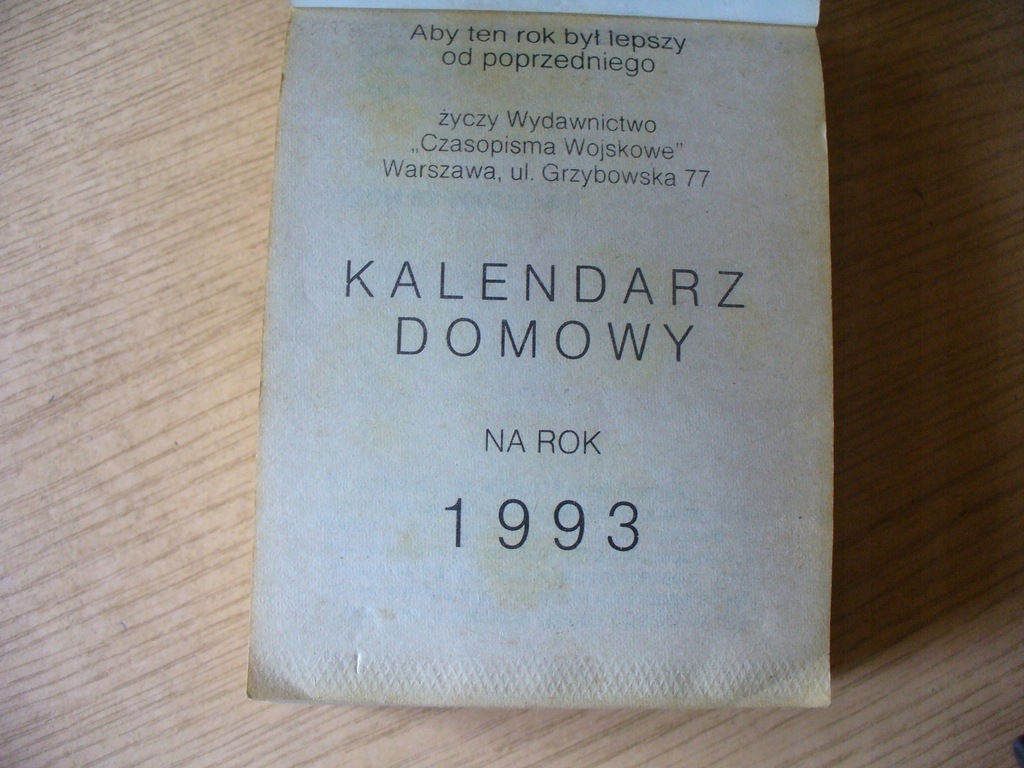 Aby ten rok był lepszy
od poprzedniego
życzy Wydawnictwo
„Czasopisma Wojskowe”
Warszawa, ul. Grzybowska 77
KALENDARZ
DOMOWY
NA ROK
1993